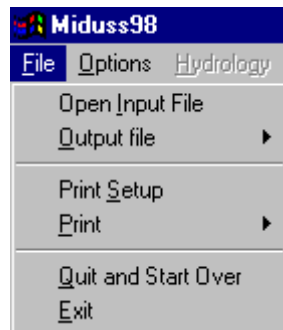 Miduss98
File Options Hydrology
Open Input File
Output file
Print Setup
Print
Quit and Start Over
Exit